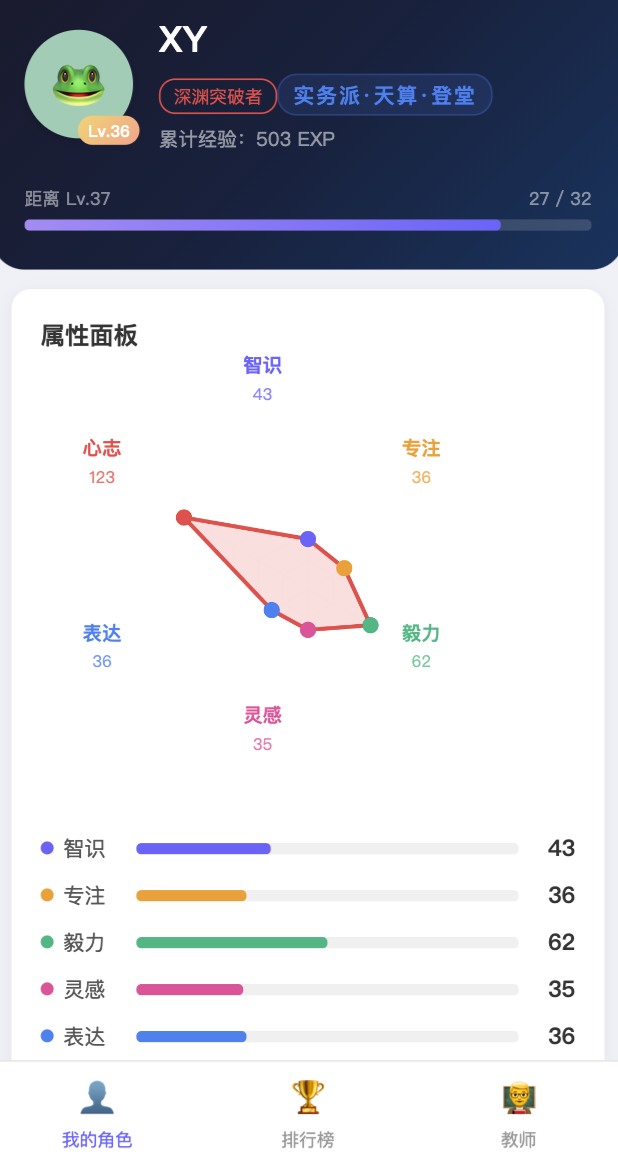 XY
Lv.36
深渊突破者 实务派·天算·登堂
累计经验：503 EXP
距离 Lv.37 27 / 32
属性面板
智识
43
心志 专注
123 36
表达 毅力
36 62
灵感
35
智识 43
专注 36
毅力 62
灵感 35
表达 36
我的角色 排行榜 教师